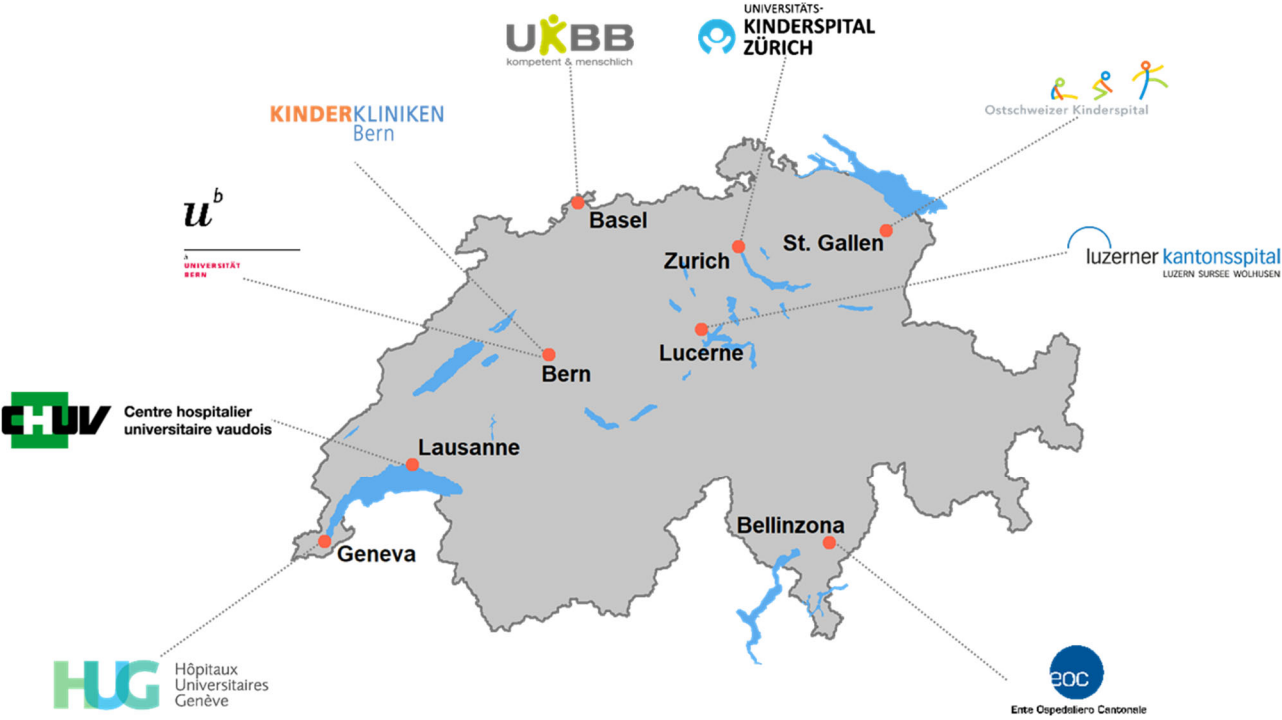 UKBB
kompetent & menschlich
UNIVERSITÄTS-
KINDERSPITAL
ZÜRICH
Ostschweizer Kinderspital
KINDERKLINIKEN
Bern
u^b
b
UNIVERSITÄT
BERN
luzerner kantonsspital
LUZERN SURSEE WOLHUSEN
CHUV
Centre hospitalier
universitaire vaudois
HUG
Hôpitaux
Universitaires
Genève
eoc
Ente Ospedaliero Cantonale
Basel
Zurich
St. Gallen
Lucerne
Bern
Lausanne
Geneva
Bellinzona